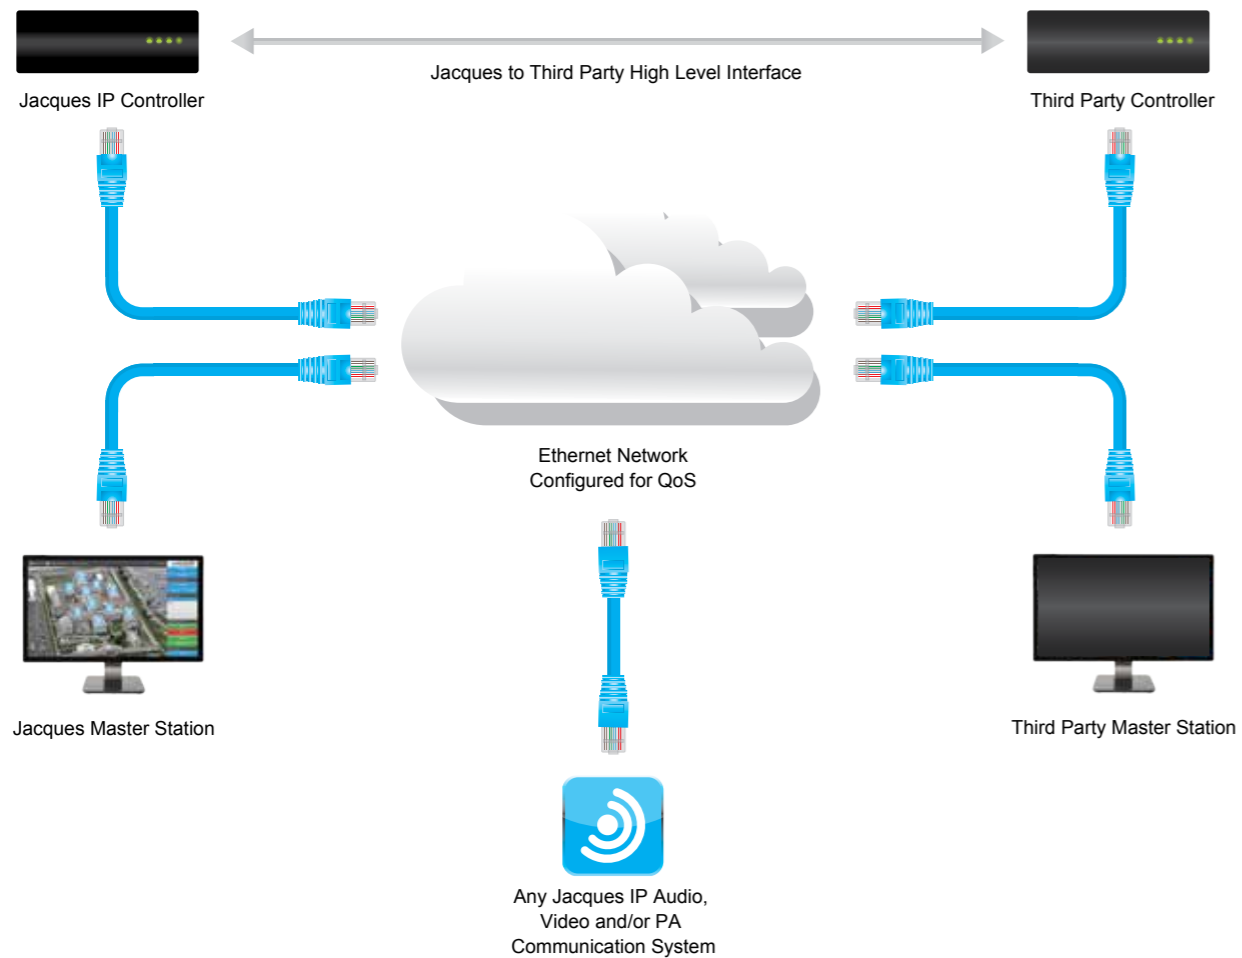 Jacques to Third Party High Level Interface
Jacques IP Controller
Third Party Controller
Ethernet Network
Configured for QoS
Jacques Master Station
Third Party Master Station
Any Jacques IP Audio,
Video and/or PA
Communication System